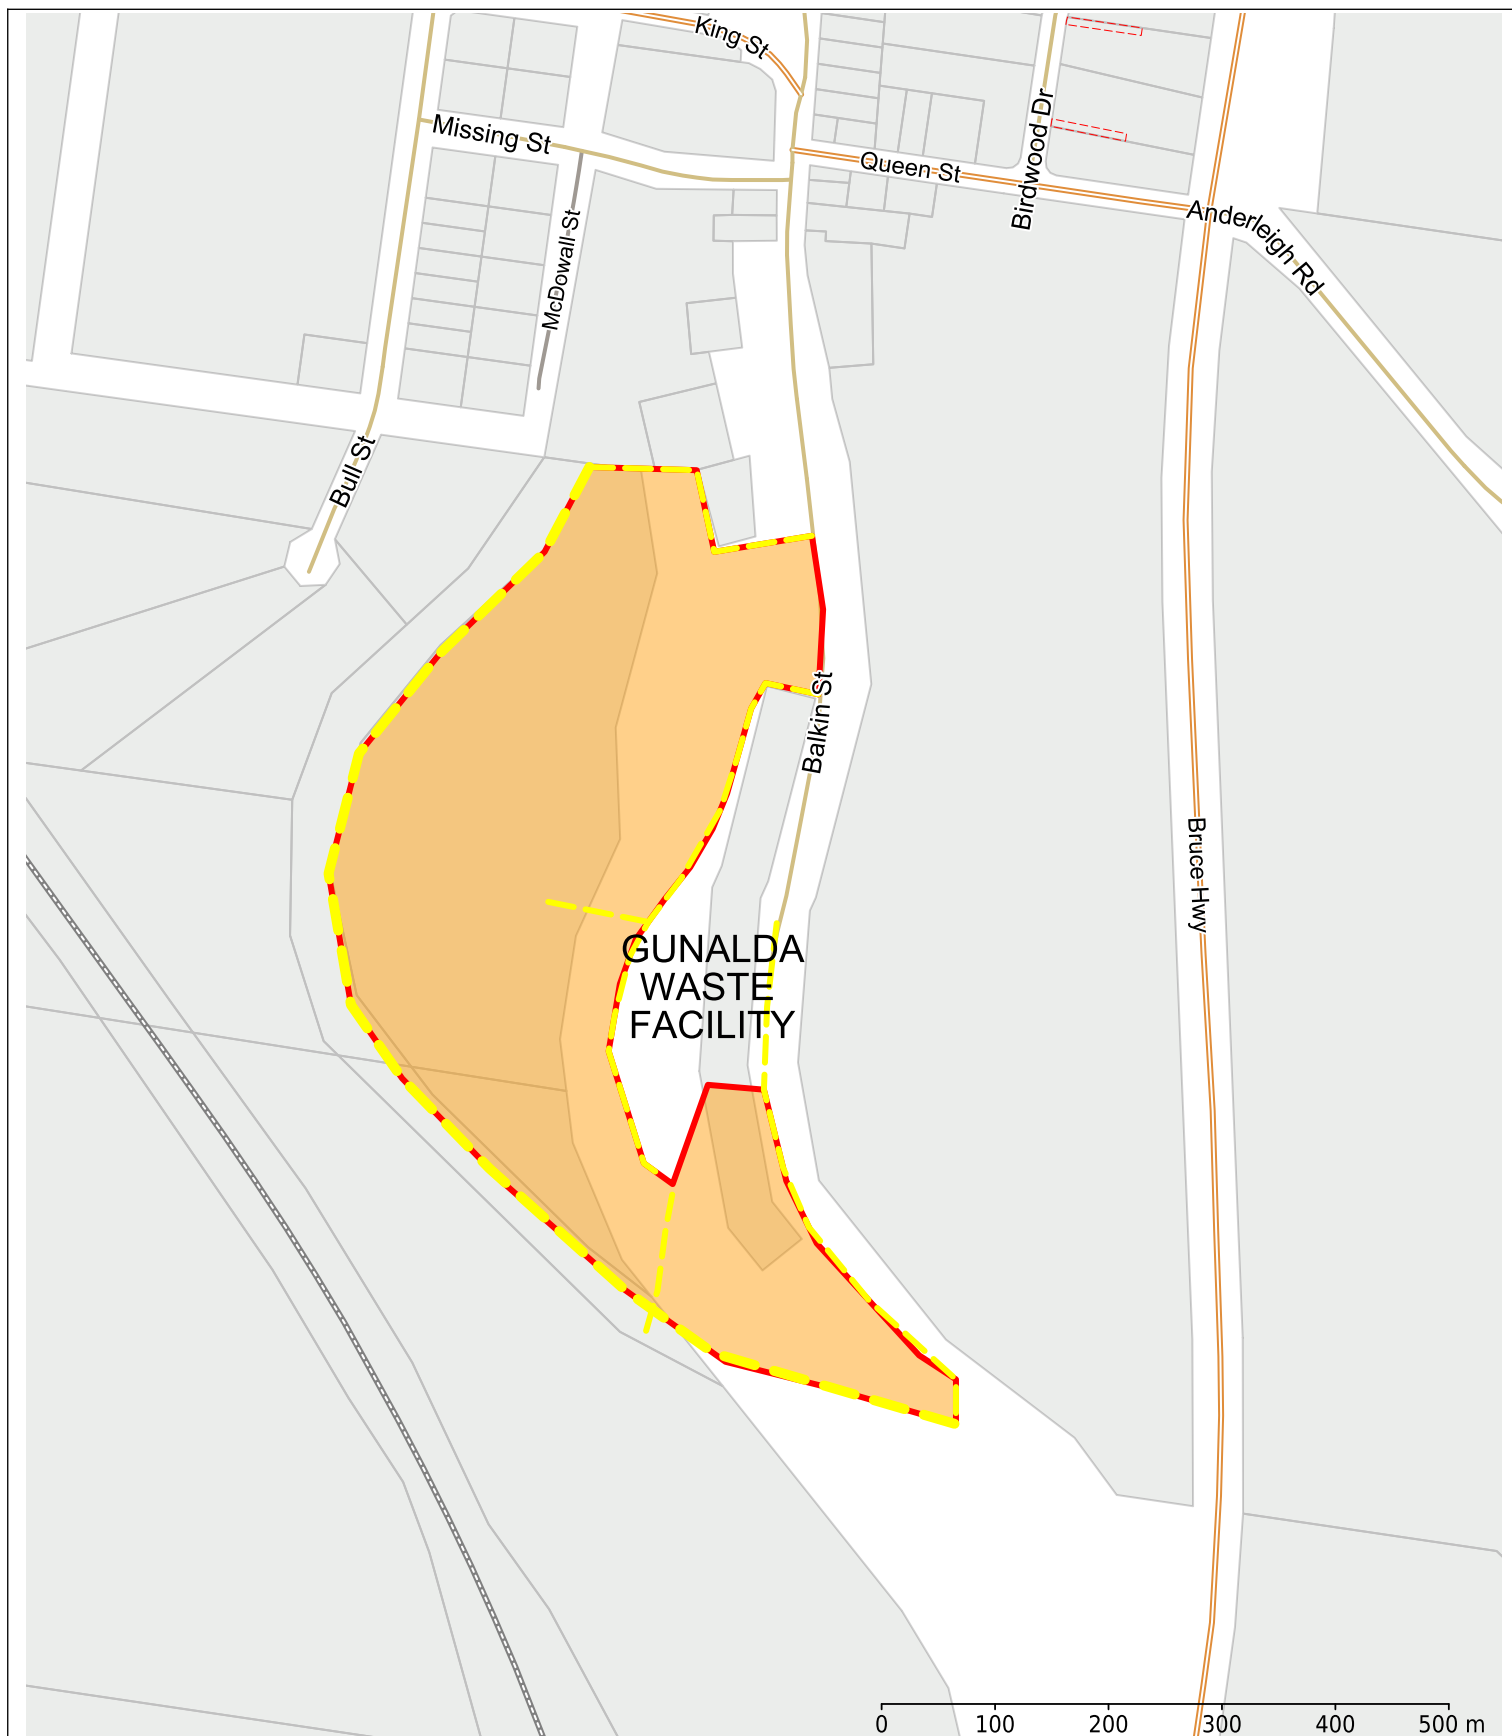 King St
Missing St
Queen St
Birdwood Dr
Anderleigh Rd
McDowall St
Bull St
Balkin St
Bruce Hwy
GUNALDA
WASTE
FACILITY
0 100 200 300 400 500 m